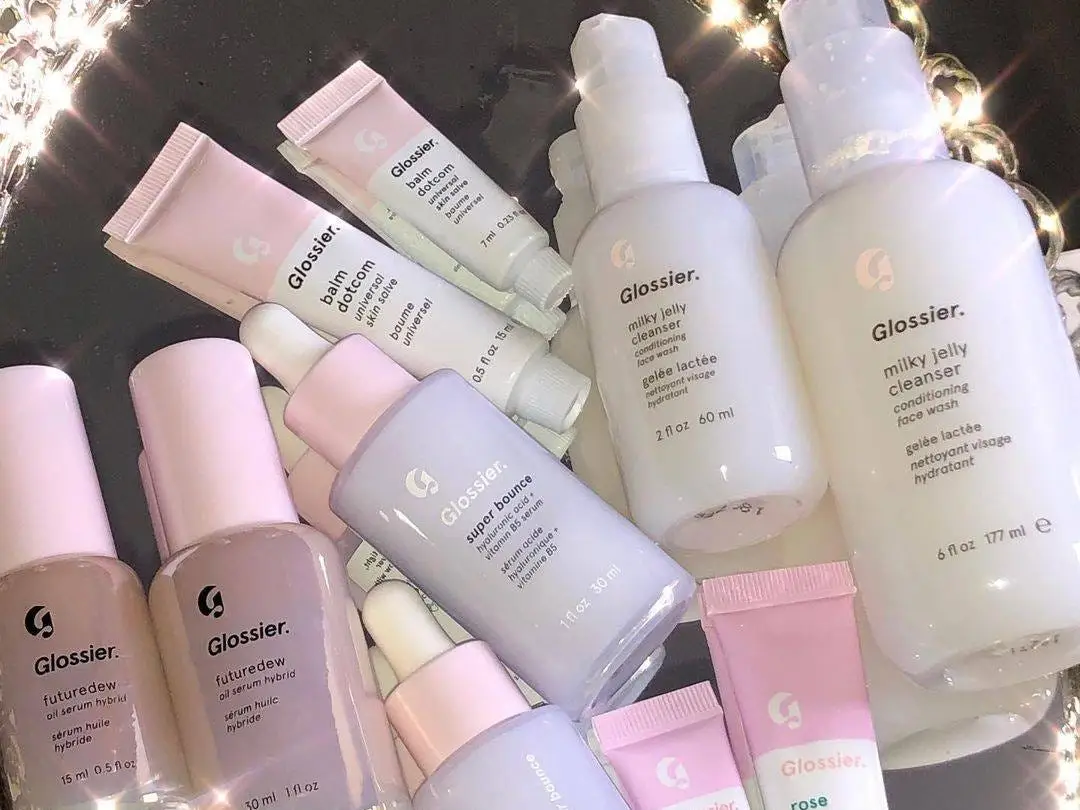 Glossier.
balm
dotcom
universal
skin salve
baume
universel
7 ml 0.23 fl
Glossier.
balm
dotcom
universal
skin salve
baume
universel
0.5 fl oz 15 ml
Glossier.
milky jelly
cleanser
conditioning
face wash
gelée lactée
nettoyant visage
hydratant
2 fl oz 60 ml
Glossier.
milky jelly
cleanser
conditioning
face wash
gelée lactée
nettoyant visage
hydratant
6 fl oz 177 ml e
Glossier.
super bounce
hyaluronic acid +
vitamin B5 serum
sérum acide
hyaluronique +
vitamine B5
1 fl oz 30 ml
Glossier.
futuredew
oil serum hybrid
sérum huile
hybride
15 ml 0.5 fl oz
Glossier.
futuredew
oil serum hybrid
sérum huile
hybride
30 ml 1 fl oz
bounce
Glossier
Glossier.
rose